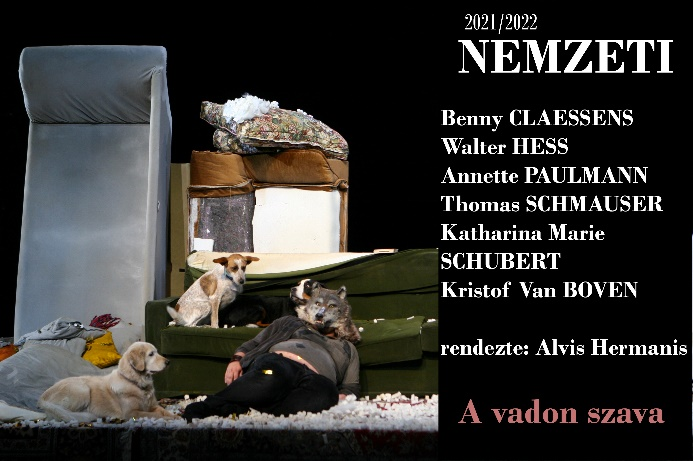 2021/2022
NEMZETI
Benny CLAESSENS
Walter HESS
Annette PAULMANN
Thomas SCHMAUSER
Katharina Marie
SCHUBERT
Kristof Van BOVEN
rendezte: Alvis Hermanis
A vadon szava